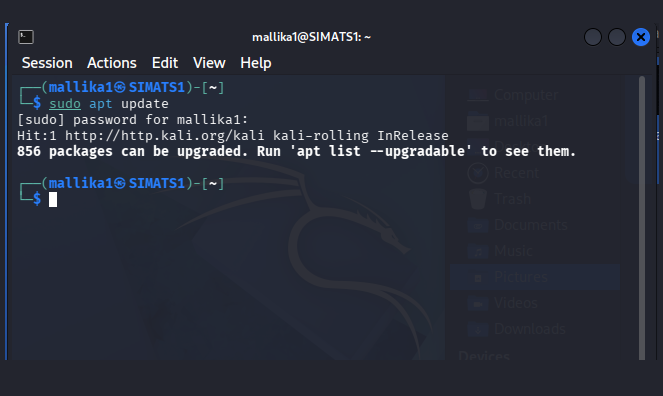 mallika1@SIMATS1: ~
Session Actions Edit View Help
┌──(mallika1㉿SIMATS1)-[~]
└─$ sudo apt update
[sudo] password for mallika1:
Hit:1 http://http.kali.org/kali kali-rolling InRelease
856 packages can be upgraded. Run 'apt list --upgradable' to see them.
┌──(mallika1㉿SIMATS1)-[~]
└─$
Computer
mallika1
Recent
Trash
Documents
Music
Pictures
Videos
Downloads
Devices